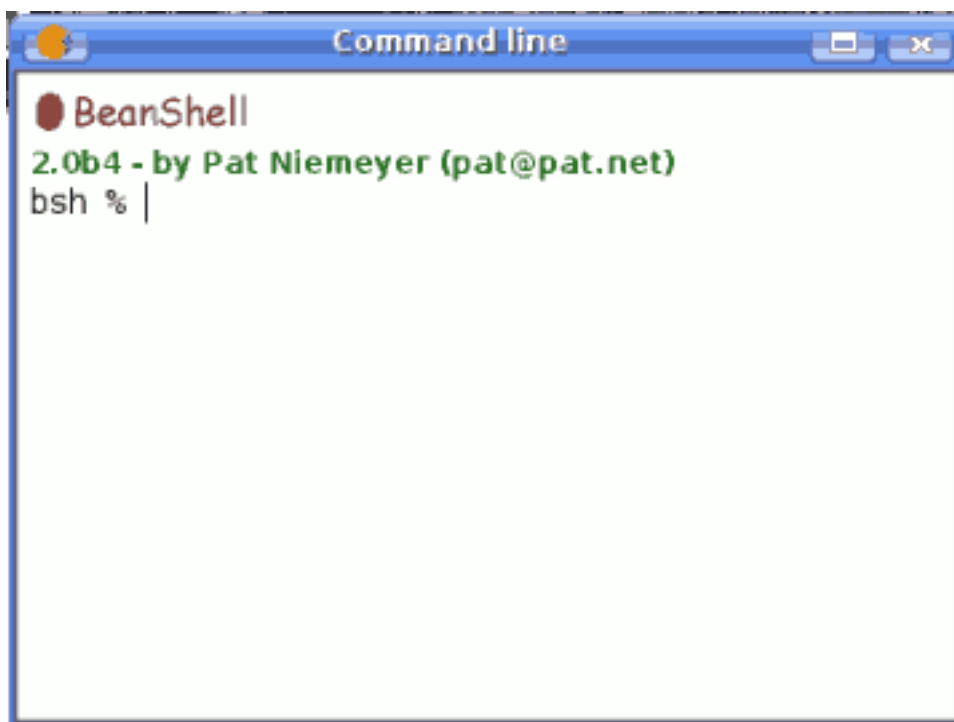 Command line
BeanShell
2.0b4 - by Pat Niemeyer (pat@pat.net)
bsh %